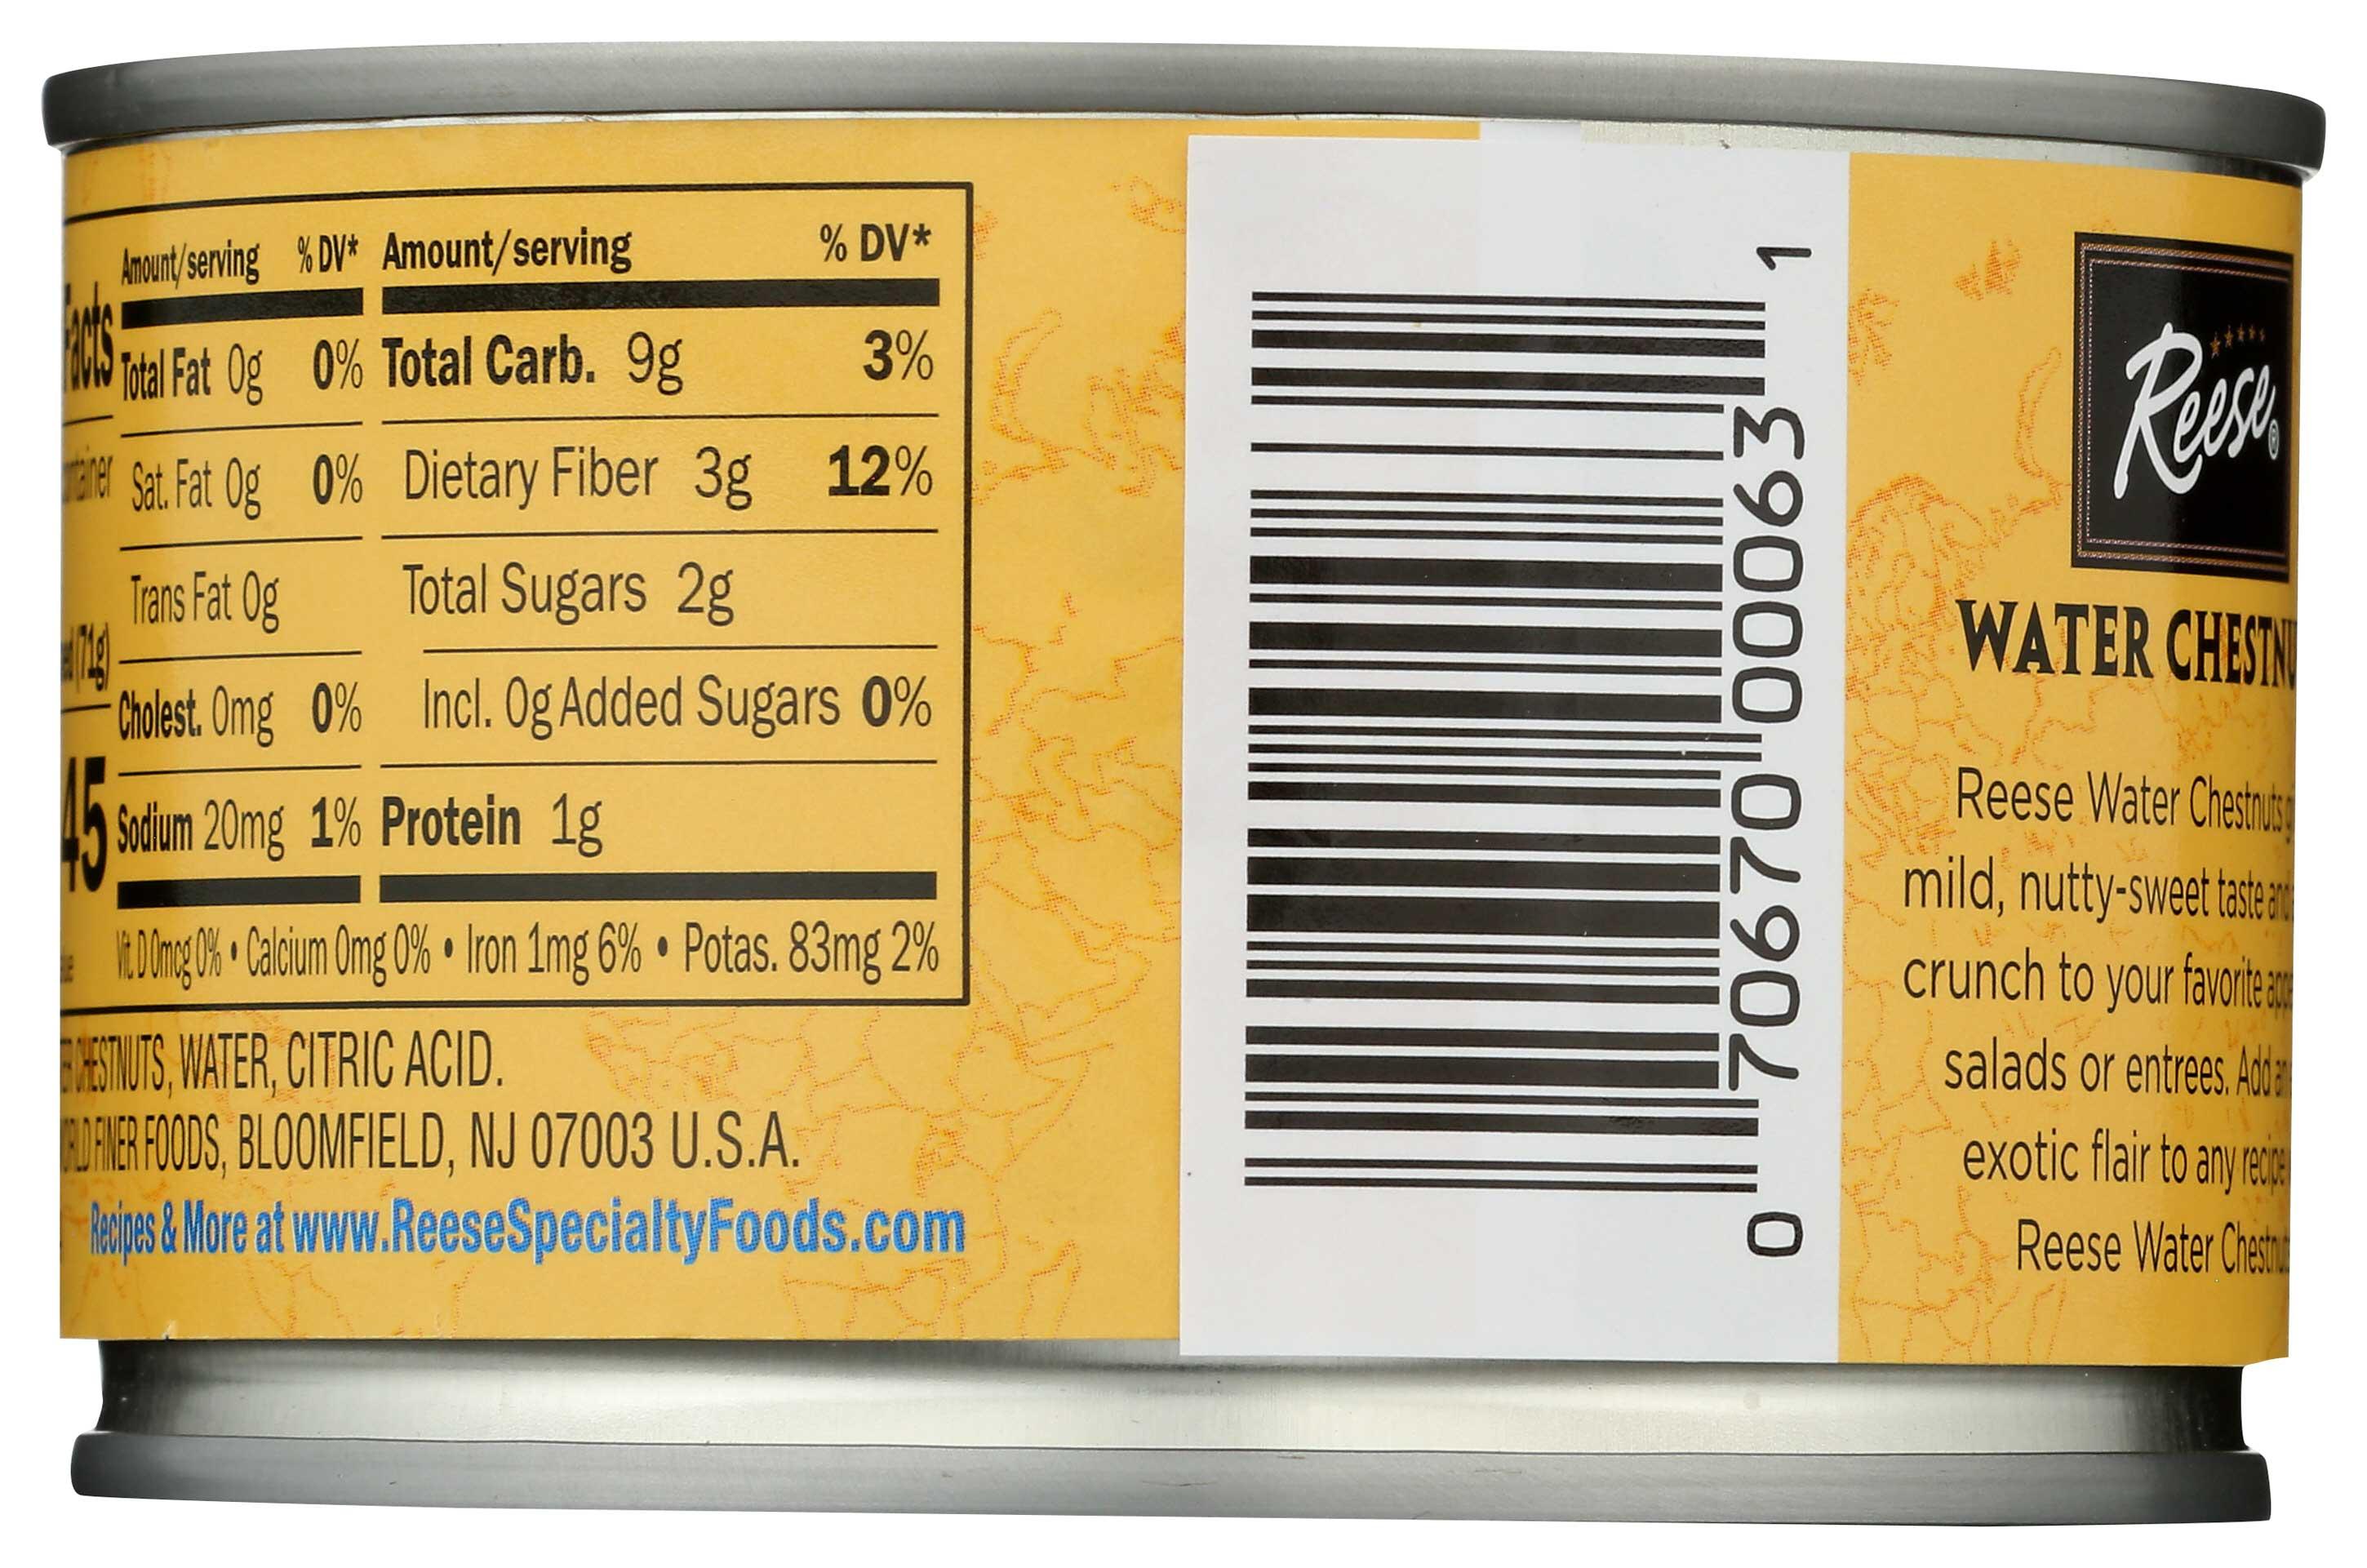 Amount/serving % DV* Amount/serving % DV*
Total Fat 0g 0% Total Carb. 9g 3%
Sat. Fat 0g 0% Dietary Fiber 3g 12%
Trans Fat 0g Total Sugars 2g
(71g)
Cholest. 0mg 0% Incl. 0g Added Sugars 0%
45
Sodium 20mg 1% Protein 1g
Vit. D 0mcg 0% • Calcium 0mg 0% • Iron 1mg 6% • Potas. 83mg 2%
CHESTNUTS, WATER, CITRIC ACID.
FINER FOODS, BLOOMFIELD, NJ 07003 U.S.A.
Recipes & More at www.ReeseSpecialtyFoods.com
0 70670 00063 1
Reese®
WATER CHESTNU
Reese Water Chestnuts
mild, nutty-sweet taste and
crunch to your favorite
salads or entrees. Add
exotic flair to any recipe
Reese Water